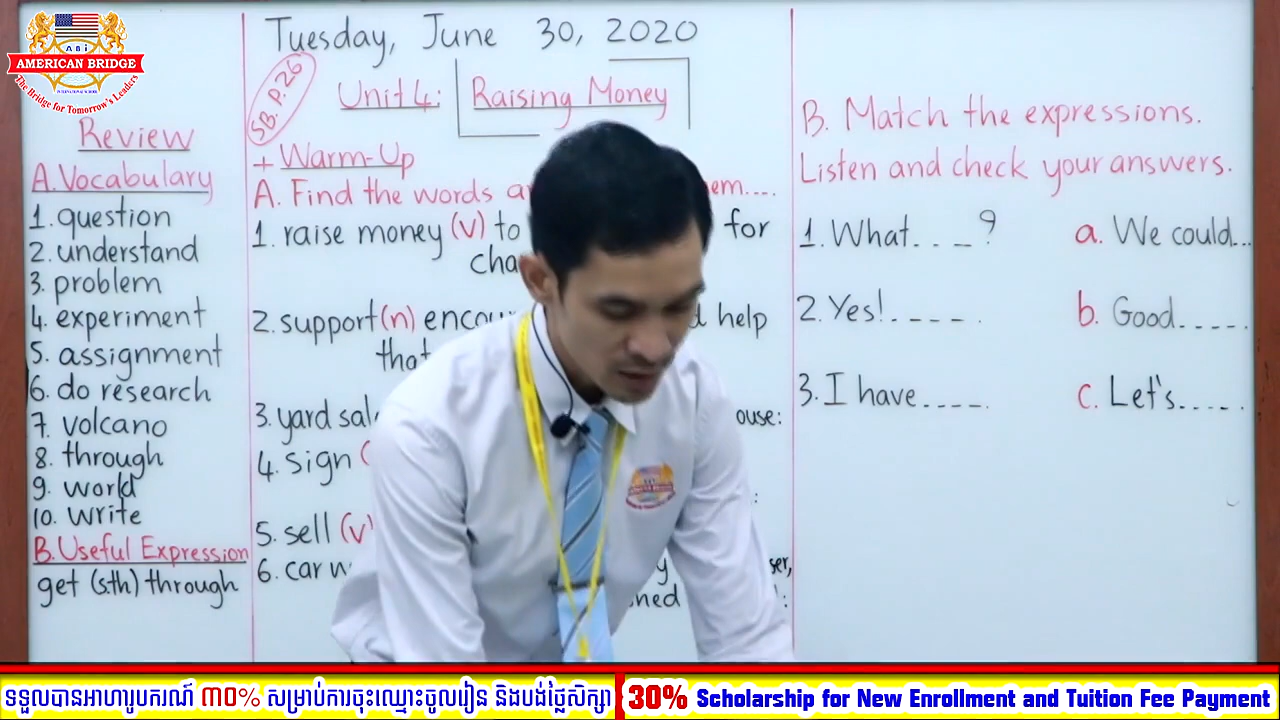 ABi
AMERICAN BRIDGE
The Bridge for Tomorrow's Leaders
INTERNATIONAL SCHOOL
Tuesday, June 30, 2020
SB. P. 26
Unit 4: Raising Money
Review
A. Vocabulary
1. question
2. understand
3. problem
4. experiment
5. assignment
6. do research
7. volcano
8. through
9. world
10. write
B. Useful Expression
get (s.th) through
+ Warm-Up
A. Find the words em....
1. raise money (v) to for
2. support (n) help
that
3. yard ouse:
4. sign
5. sell (v)
6. car ser,
ned :
B. Match the expressions.
Listen and check your answers.
1. What. . _ ? a. We could...
2. Yes!. _ _ _ . b. Good.....
3. I have.... c. Let's.....
AMERICAN BRIDGE
ទទួលបានអាហារូបករណ៍ ៣០% សម្រាប់ការចុះឈ្មោះចូលរៀន និងបង់ថ្លៃសិក្សា
30% Scholarship for New Enrollment and Tuition Fee Payment